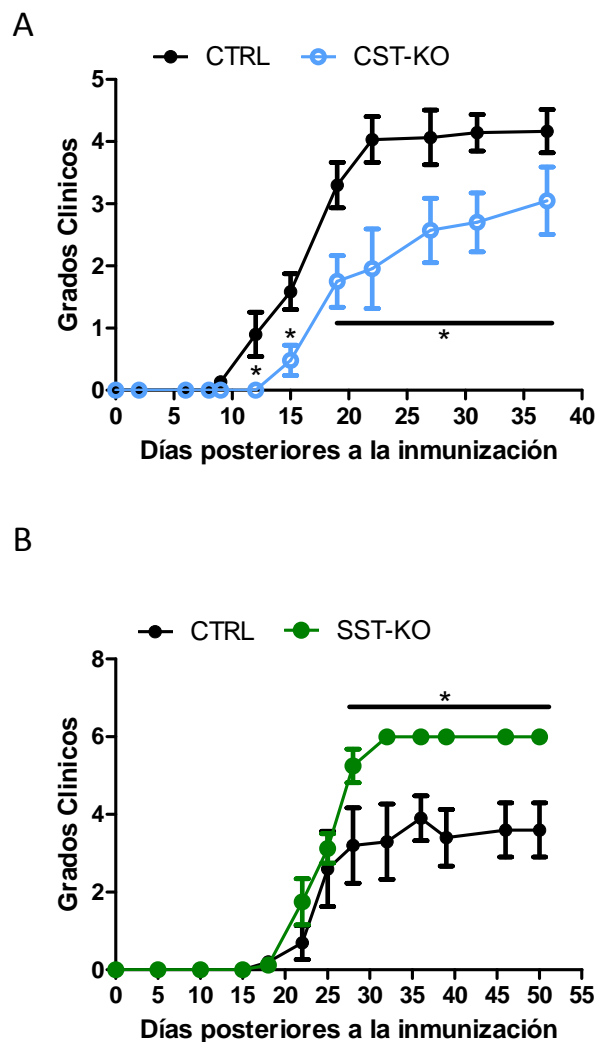 A
CTRL CST-KO
5
4
3
2
1
0
Grados Clinicos
*
*
*
0 5 10 15 20 25 30 35 40
Días posteriores a la inmunización
B
CTRL SST-KO
8
6
4
2
0
Grados Clinicos
*
0 5 10 15 20 25 30 35 40 45 50 55
Días posteriores a la inmunización